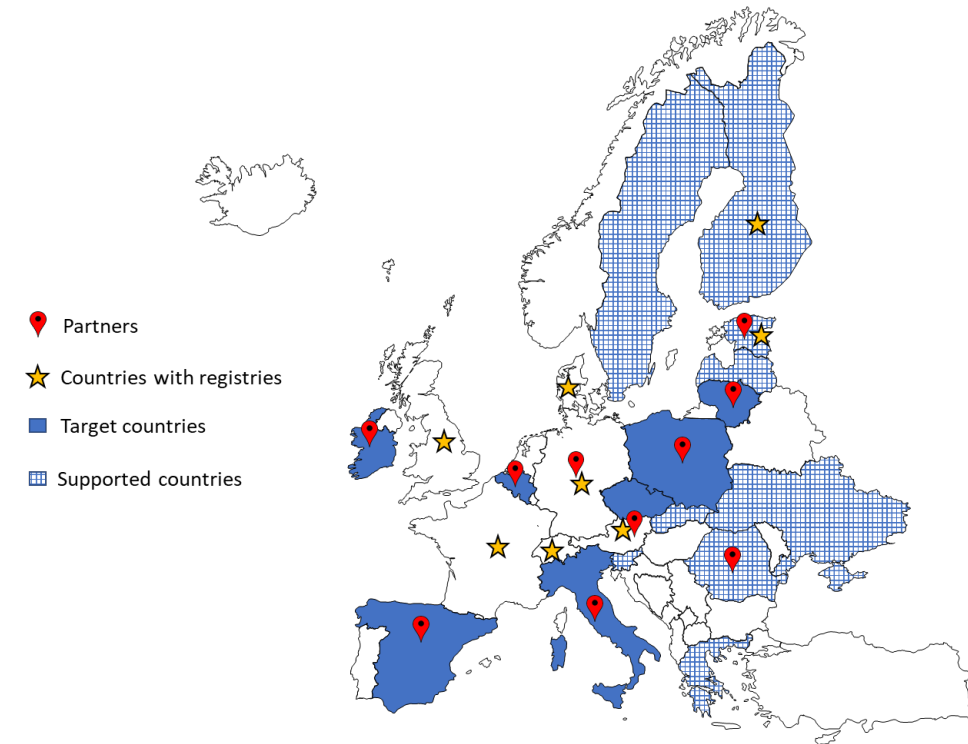 Partners
Countries with registries
Target countries
Supported countries